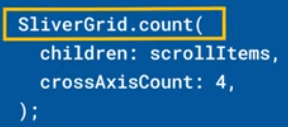 SliverGrid.count(
  children: scrollItems,
  crossAxisCount: 4,
);